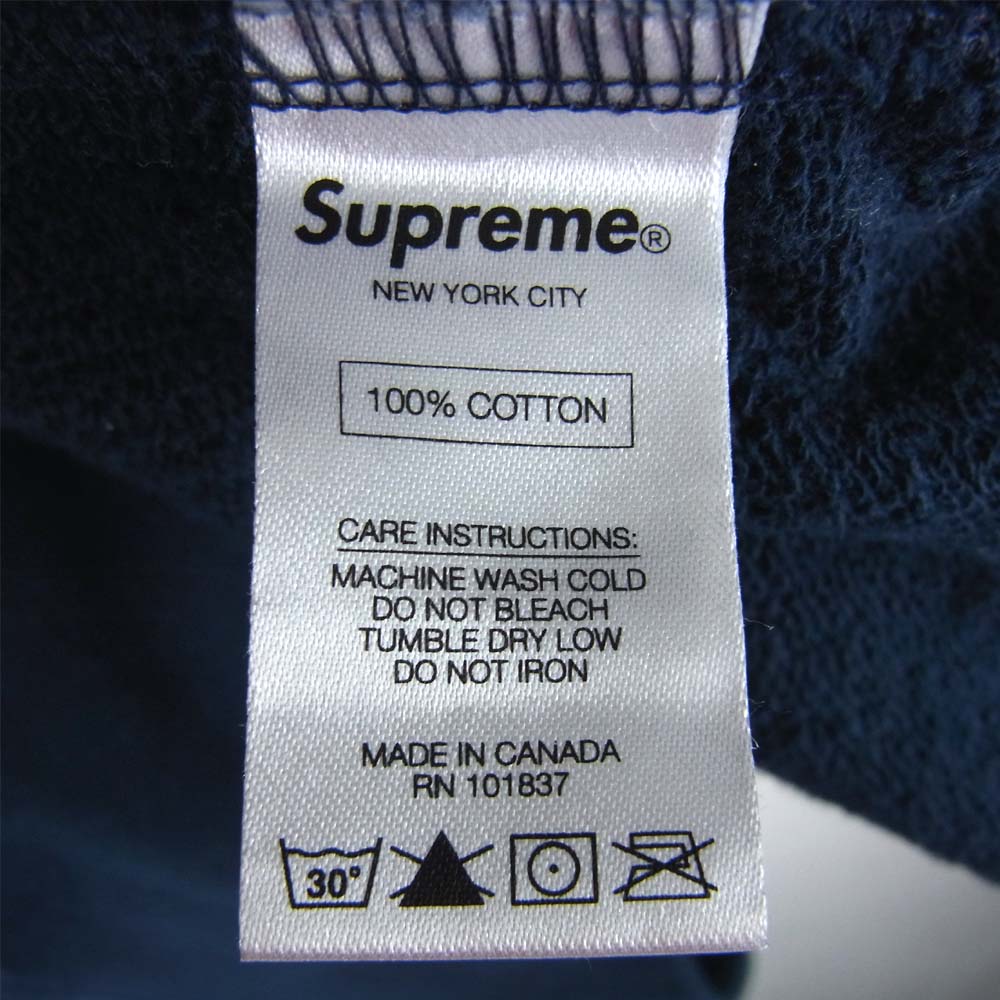 Supreme®
NEW YORK CITY
100% COTTON
CARE INSTRUCTIONS:
MACHINE WASH COLD
DO NOT BLEACH
TUMBLE DRY LOW
DO NOT IRON
MADE IN CANADA
RN 101837
30°